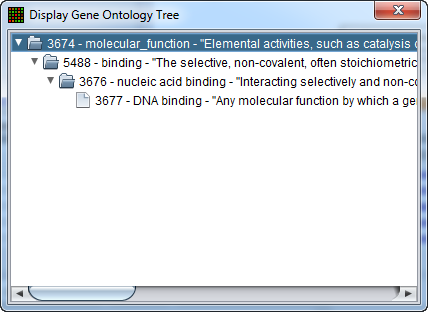 Display Gene Ontology Tree
3674 - molecular_function - "Elemental activities, such as catalysis
5488 - binding - "The selective, non-covalent, often stoichiometric
3676 - nucleic acid binding - "Interacting selectively and non-co
3677 - DNA binding - "Any molecular function by which a ge